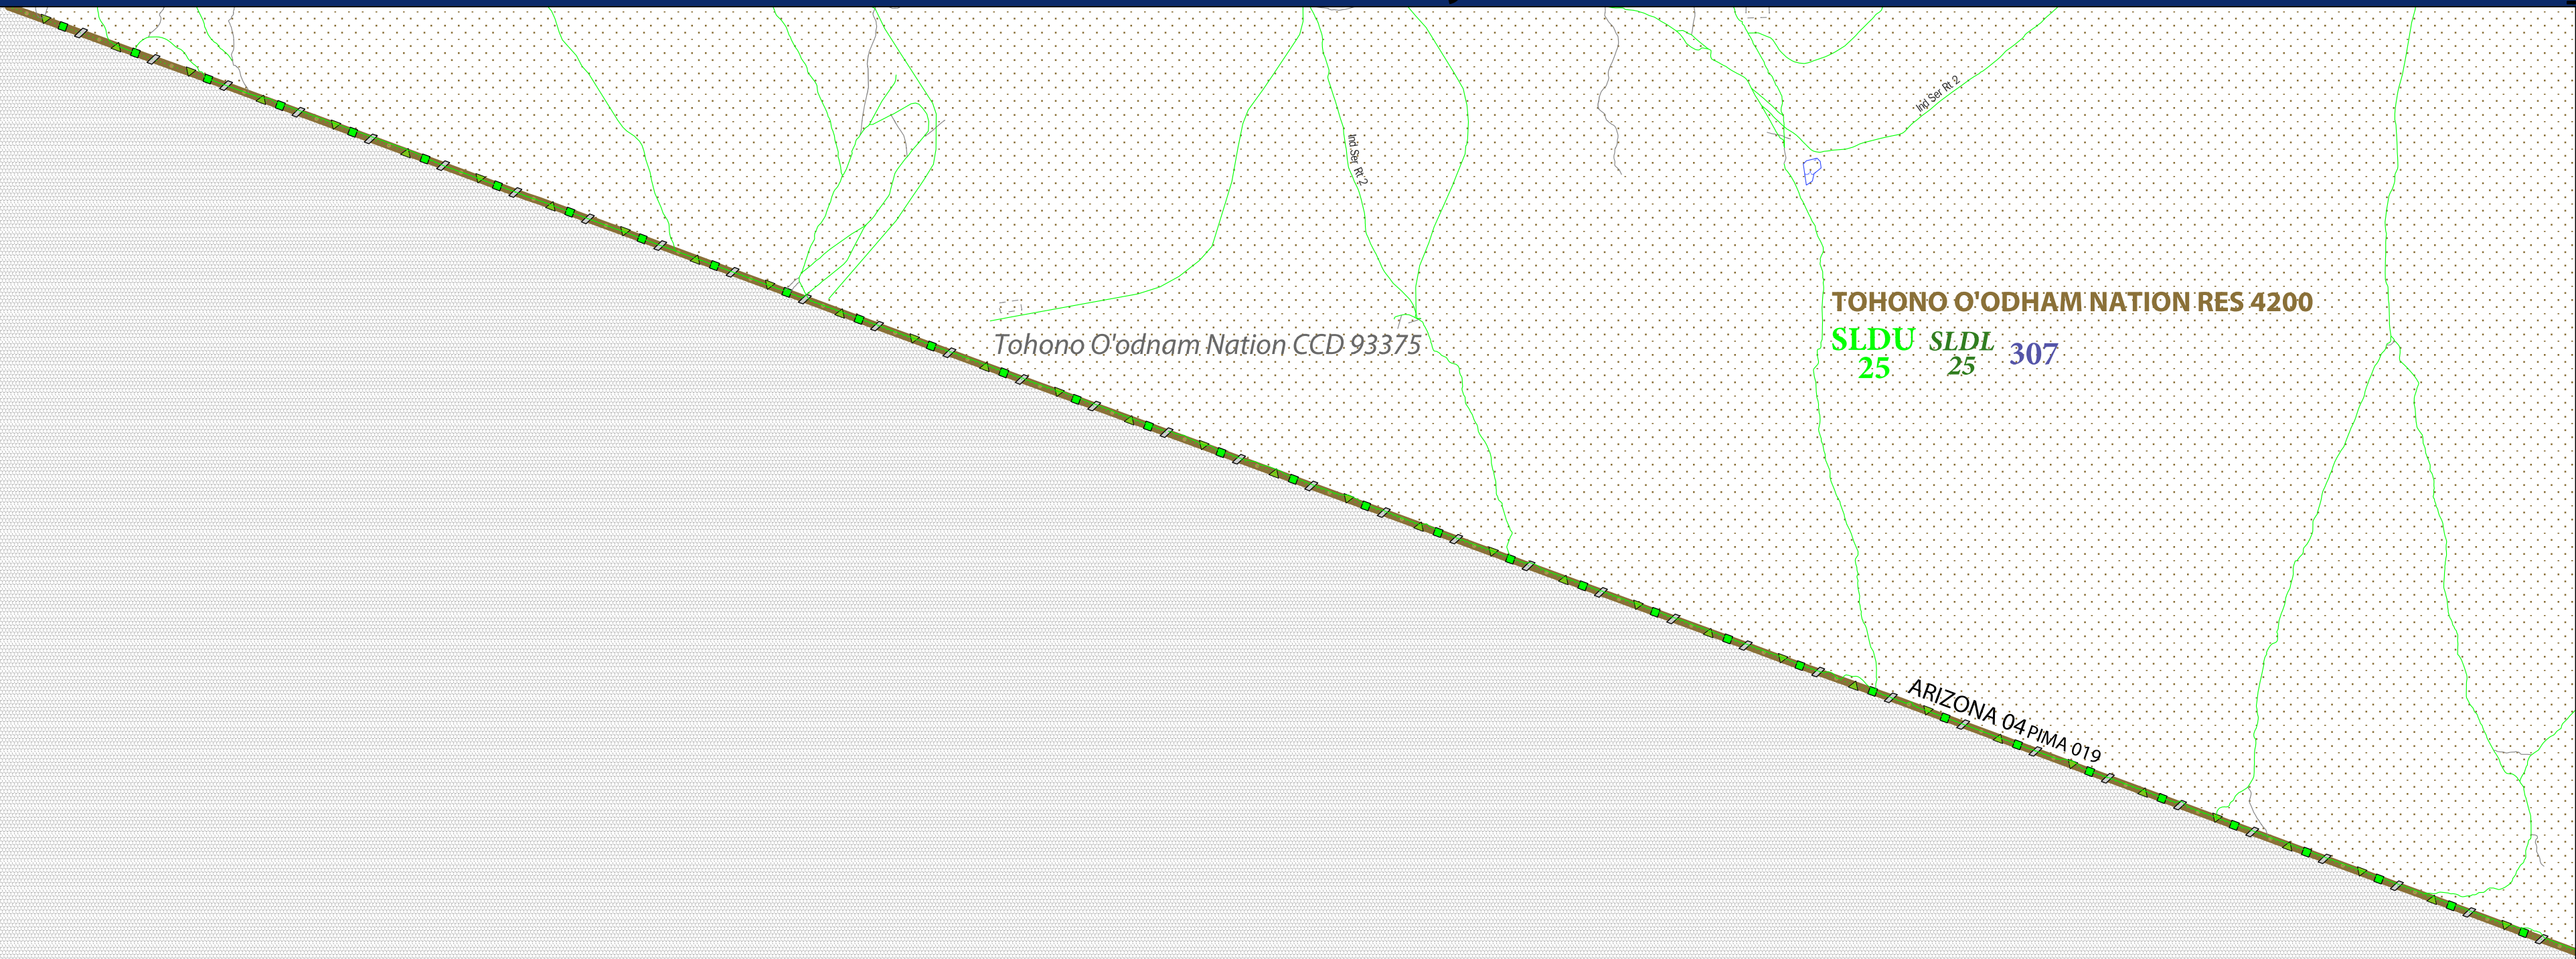 Ind Ser Rt 2
Ind Ser Rt 2
TOHONO O'ODHAM NATION RES 4200
Tohono O'odnam Nation CCD 93375
SLDU
25
SLDL
25
307
ARIZONA 04
PIMA 019